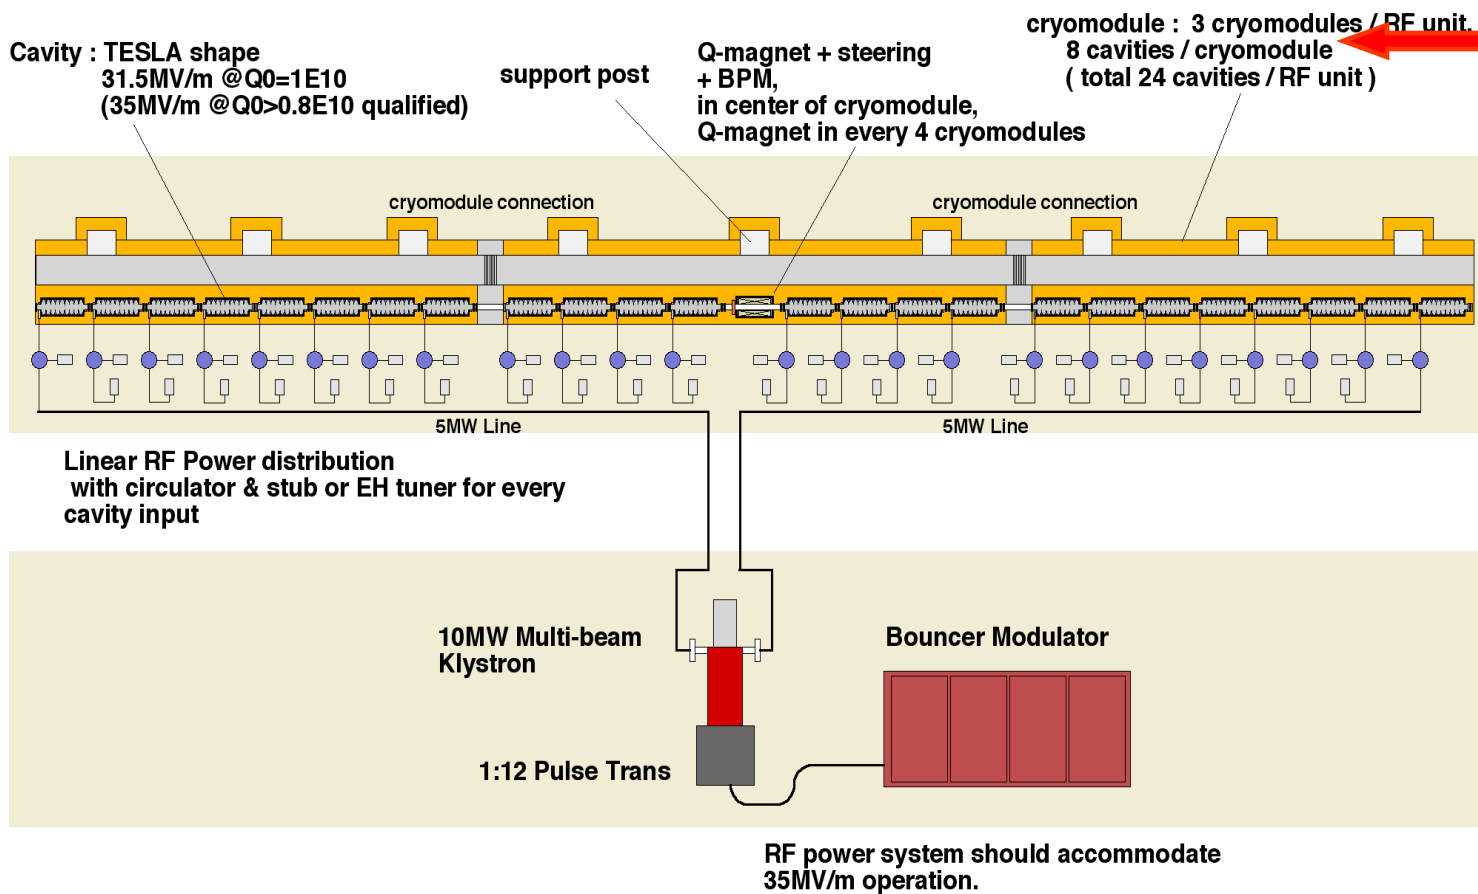 cryomodule : 3 cryomodules / RF unit.
8 cavities / cryomodule
( total 24 cavities / RF unit )
Cavity : TESLA shape
31.5MV/m @Q0=1E10
(35MV/m @Q0>0.8E10 qualified)
support post
Q-magnet + steering
+ BPM,
in center of cryomodule,
Q-magnet in every 4 cryomodules
cryomodule connection
cryomodule connection
5MW Line
5MW Line
Linear RF Power distribution
with circulator & stub or EH tuner for every
cavity input
10MW Multi-beam
Klystron
Bouncer Modulator
1:12 Pulse Trans
RF power system should accommodate
35MV/m operation.